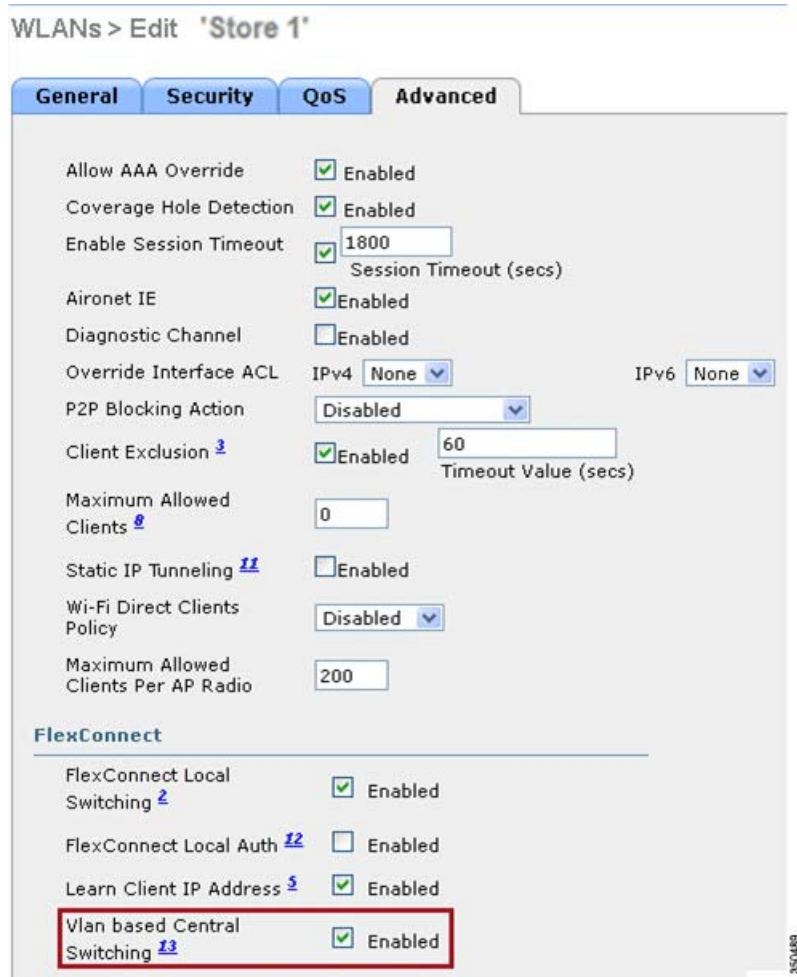 WLANs > Edit 'Store 1'
General Security QoS Advanced
Allow AAA Override Enabled
Coverage Hole Detection Enabled
Enable Session Timeout 1800
Session Timeout (secs)
Aironet IE Enabled
Diagnostic Channel Enabled
Override Interface ACL IPv4 None IPv6 None
P2P Blocking Action Disabled
Client Exclusion 3 Enabled 60
Timeout Value (secs)
Maximum Allowed
Clients 8 0
Static IP Tunneling 11 Enabled
Wi-Fi Direct Clients
Policy Disabled
Maximum Allowed
Clients Per AP Radio 200
FlexConnect
FlexConnect Local
Switching 2 Enabled
FlexConnect Local Auth 12 Enabled
Learn Client IP Address 5 Enabled
Vlan based Central
Switching 13 Enabled